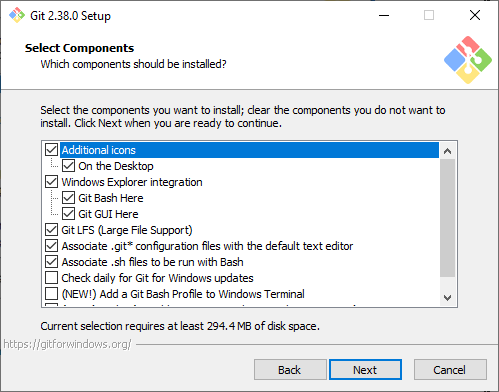 Git 2.38.0 Setup
Select Components
Which components should be installed?
Select the components you want to install; clear the components you do not want to
install. Click Next when you are ready to continue.
Additional icons
On the Desktop
Windows Explorer integration
Git Bash Here
Git GUI Here
Git LFS (Large File Support)
Associate .git* configuration files with the default text editor
Associate .sh files to be run with Bash
Check daily for Git for Windows updates
(NEW!) Add a Git Bash Profile to Windows Terminal
Current selection requires at least 294.4 MB of disk space.
https://gitforwindows.org/
Back
Next
Cancel